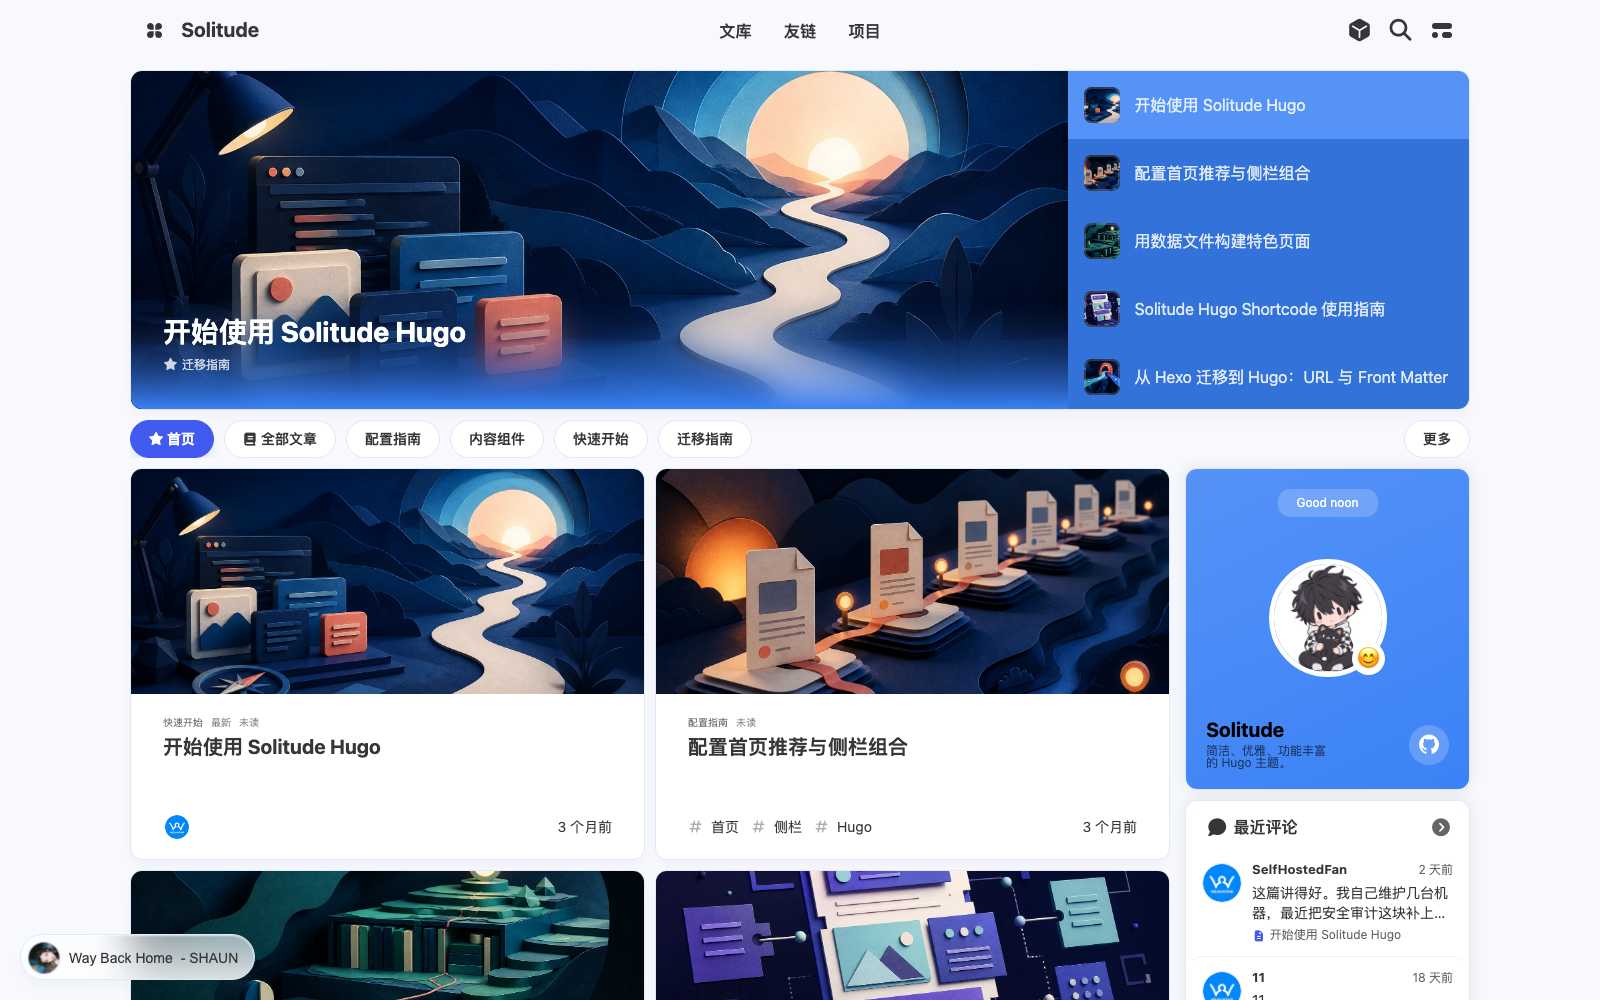 Solitude
文库
友链
项目
开始使用 Solitude Hugo
迁移指南
开始使用 Solitude Hugo
配置首页推荐与侧栏组合
用数据文件构建特色页面
Solitude Hugo Shortcode 使用指南
从 Hexo 迁移到 Hugo：URL 与 Front Matter
首页
全部文章
配置指南
内容组件
快速开始
迁移指南
更多
快速开始 最新 未读
开始使用 Solitude Hugo
3 个月前
配置指南 未读
配置首页推荐与侧栏组合
# 首页 # 侧栏 # Hugo
3 个月前
Good noon
Solitude
简洁、优雅、功能丰富
的 Hugo 主题。
最近评论
SelfHostedFan
2 天前
这篇讲得好。我自己维护几台机
器，最近把安全审计这块补上...
开始使用 Solitude Hugo
11
18 天前
11
Way Back Home - SHAUN